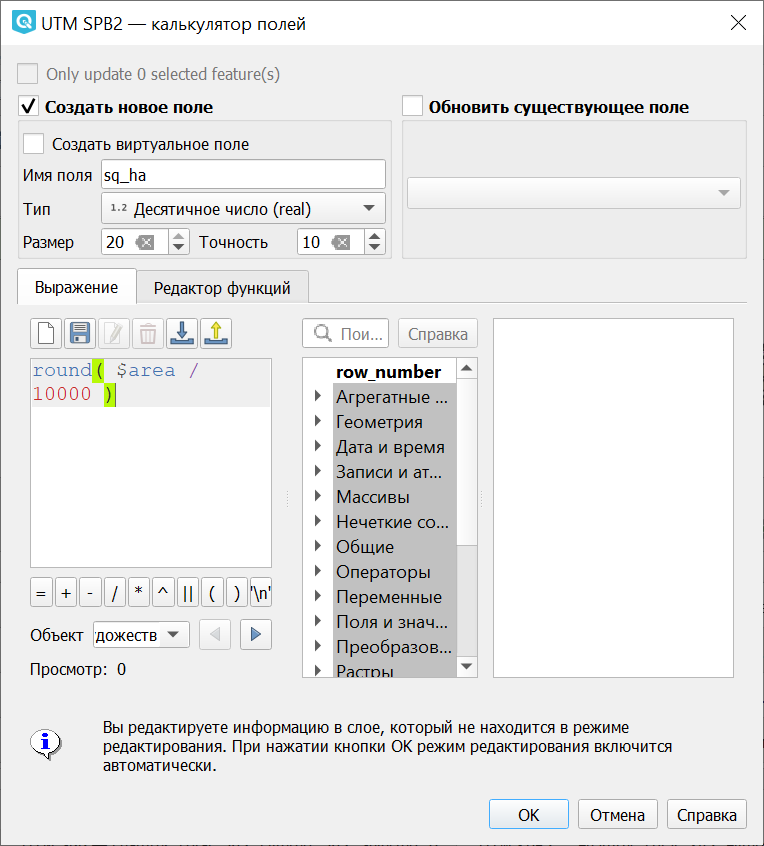 UTM SPB2 — калькулятор полей
Only update 0 selected feature(s)
Создать новое поле
Обновить существующее поле
Создать виртуальное поле
Имя поля sq_ha
Тип 1.2 Десятичное число (real)
Размер 20 Точность 10
Выражение Редактор функций
Пои... Справка
round( $area /
10000 )
row_number
Агрегатные ...
Геометрия
Дата и время
Записи и ат...
Массивы
Нечеткие со...
Общие
Операторы
Переменные
Поля и знач...
Преобразов...
Растры
= + - / * ^ || ( ) '\n'
Объект дожеств
Просмотр: 0
Вы редактируете информацию в слое, который не находится в режиме
редактирования. При нажатии кнопки OK режим редактирования включится
автоматически.
OK Отмена Справка